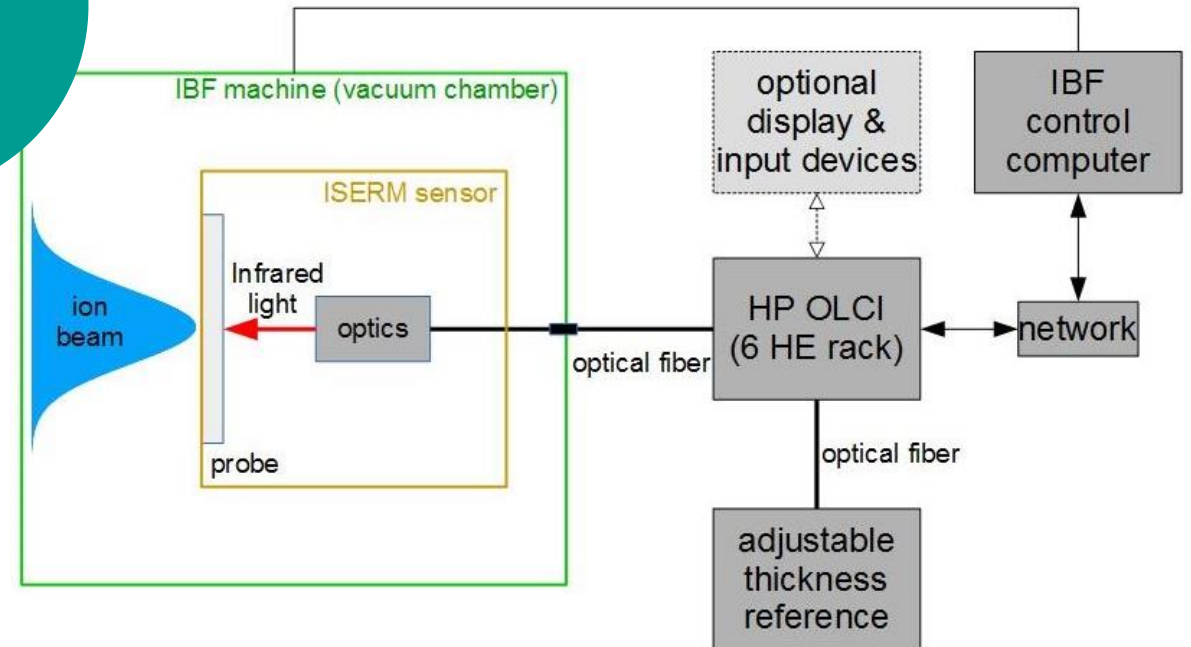 IBF machine (vacuum chamber)
ISERM sensor
ion
beam
Infrared
light
optics
probe
optical fiber
optional
display &
input devices
HP OLCI
(6 HE rack)
optical fiber
adjustable
thickness
reference
IBF
control
computer
network